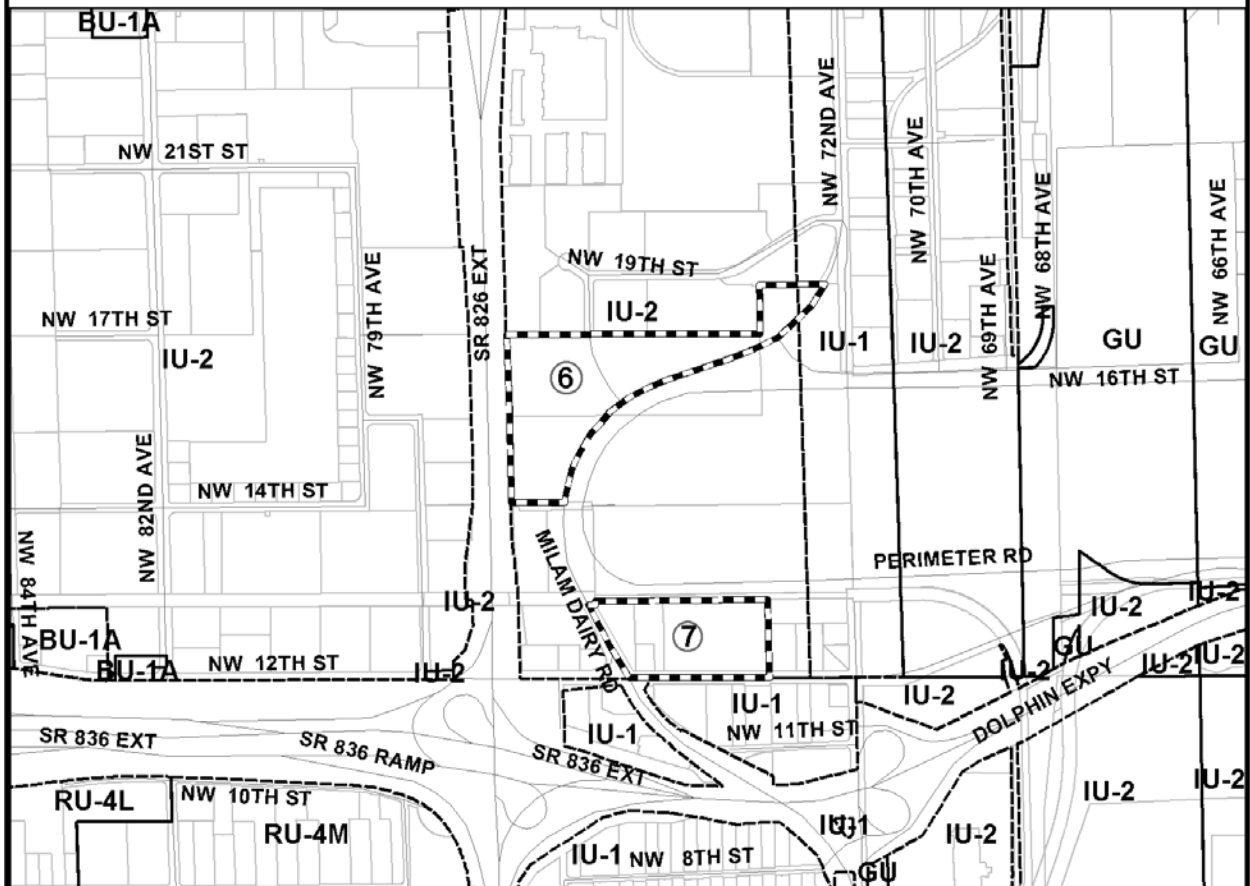 BU-1A
NW 21ST ST
NW 72ND AVE
NW 70TH AVE
NW 68TH AVE
NW 66TH AVE
NW 79TH AVE
SR 826 EXT
NW 19TH ST
NW 69TH AVE
NW 17TH ST
IU-2
IU-2
IU-1
IU-2
GU
GU
6
NW 16TH ST
NW 82ND AVE
NW 14TH ST
NW 84TH AVE
MILAM DAIRY RD
PERIMETER RD
IU-2
IU-2
IU-2
BU-1A
7
GU
BU-1A
NW 12TH ST
IU-2
IU-2
IU-2
IU-2
IU-1
IU-2
DOLPHIN EXPY
IU-1
NW 11TH ST
SR 836 EXT
SR 836 RAMP
SR 836 EXT
RU-4L
NW 10TH ST
IU-2
IU-2
RU-4M
IU-1
IU-2
IU-1
NW 8TH ST
GU